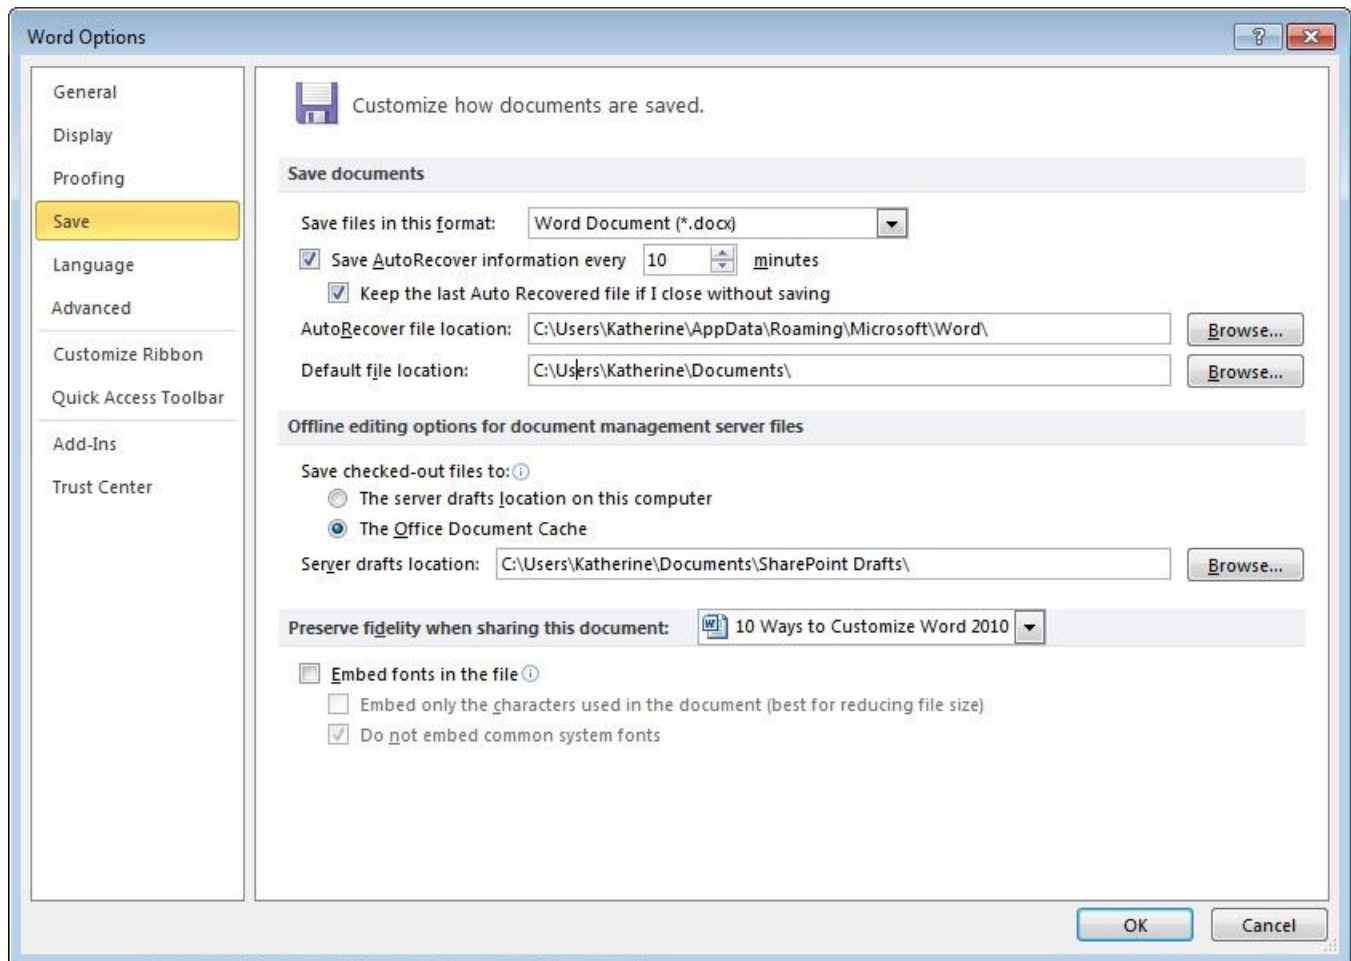 Word Options
General
Display
Proofing
Save
Language
Advanced
Customize Ribbon
Quick Access Toolbar
Add-Ins
Trust Center
Customize how documents are saved.
Save documents
Save files in this format: Word Document (*.docx)
Save AutoRecover information every 10 minutes
Keep the last Auto Recovered file if I close without saving
AutoRecover file location: C:\Users\Katherine\AppData\Roaming\Microsoft\Word\ Browse...
Default file location: C:\Users\Katherine\Documents\ Browse...
Offline editing options for document management server files
Save checked-out files to:
The server drafts location on this computer
The Office Document Cache
Server drafts location: C:\Users\Katherine\Documents\SharePoint Drafts\ Browse...
Preserve fidelity when sharing this document: 10 Ways to Customize Word 2010
Embed fonts in the file
Embed only the characters used in the document (best for reducing file size)
Do not embed common system fonts
OK Cancel